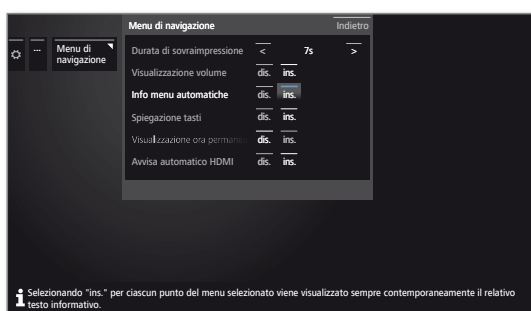 Menu di navigazione Indietro
... Menu di navigazione
Durata di sovraimpressione < 7s >
Visualizzazione volume dis. ins.
Info menu automatiche dis. ins.
Spiegazione tasti dis. ins.
Visualizzazione ora permane dis. ins.
Avvisa automatico HDMI dis. ins.
Selezionando "ins." per ciascun punto del menu selezionato viene visualizzato sempre contemporaneamente il relativo
testo informativo.